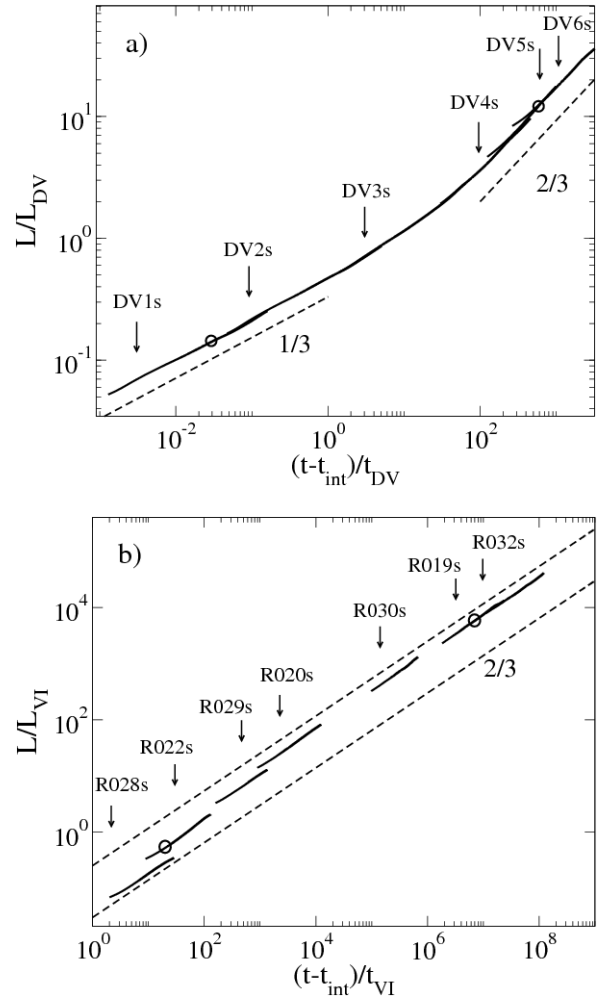 a)
DV6s
DV5s
DV4s
DV3s
DV2s
DV1s
2/3
1/3
L/L_DV
10^1
10^0
10^-1
10^-2 10^0 10^2
(t-t_int)/t_DV
b)
R032s
R019s
R030s
R020s
R029s
R022s
R028s
2/3
L/L_VI
10^4
10^2
10^0
10^0 10^2 10^4 10^6 10^8
(t-t_int)/t_VI